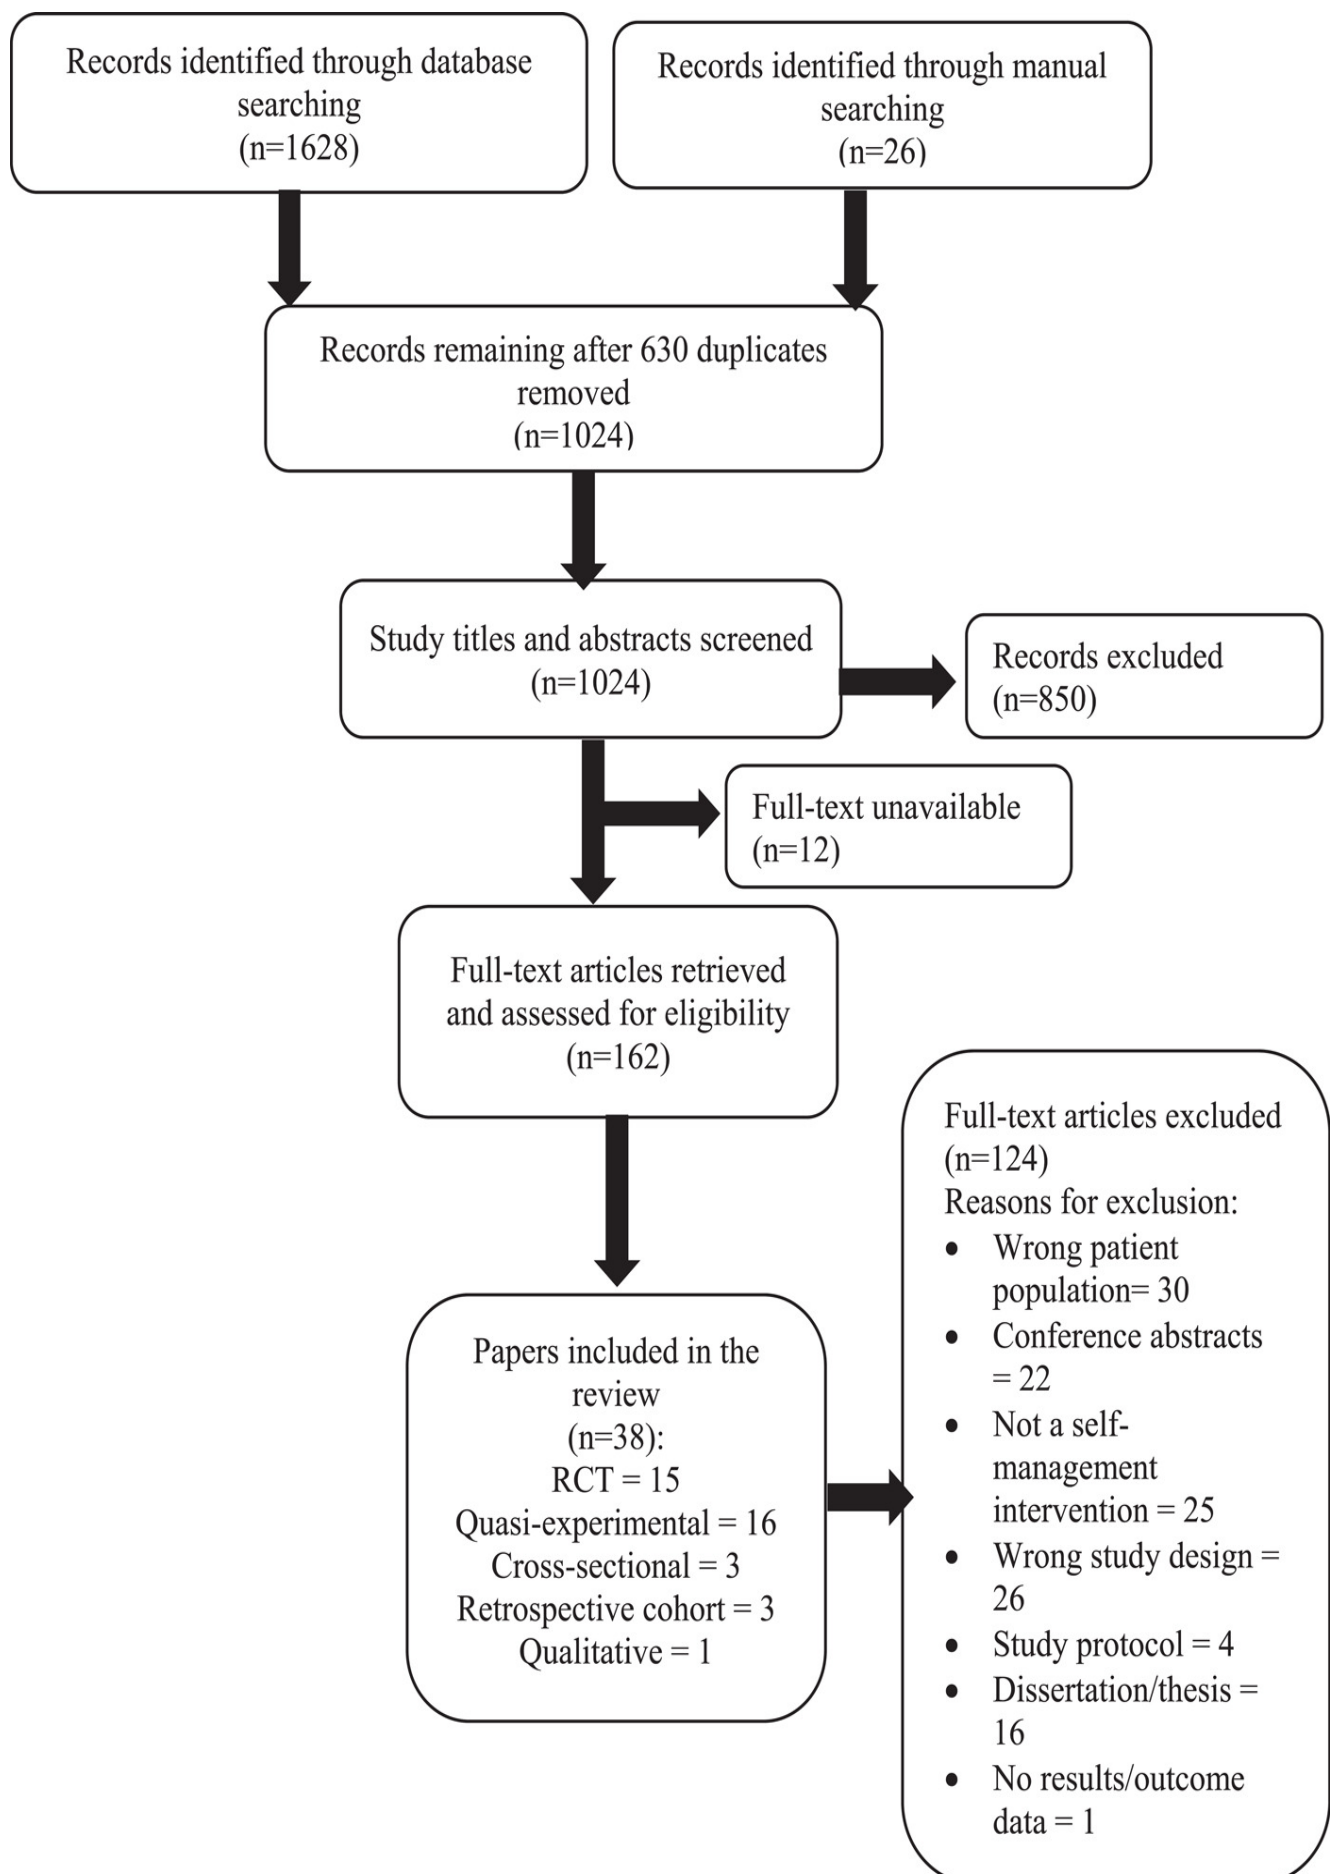 Records identified through database
searching
(n=1628)
Records identified through manual
searching
(n=26)
Records remaining after 630 duplicates
removed
(n=1024)
Study titles and abstracts screened
(n=1024)
Records excluded
(n=850)
Full-text unavailable
(n=12)
Full-text articles retrieved
and assessed for eligibility
(n=162)
Full-text articles excluded
(n=124)
Reasons for exclusion:
• Wrong patient
population= 30
• Conference abstracts
= 22
• Not a self-
management
intervention = 25
• Wrong study design =
26
• Study protocol = 4
• Dissertation/thesis =
16
• No results/outcome
data = 1
Papers included in the
review
(n=38):
RCT = 15
Quasi-experimental = 16
Cross-sectional = 3
Retrospective cohort = 3
Qualitative = 1